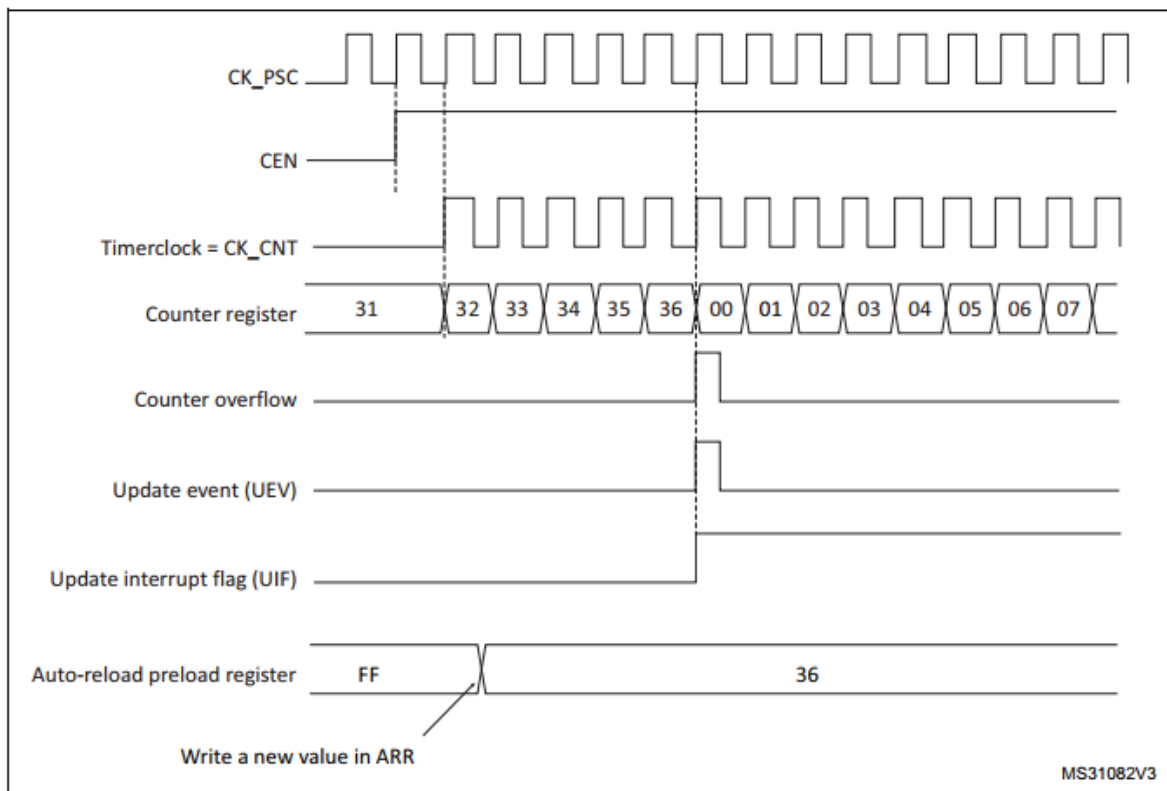 CK_PSC
CEN
Timerclock = CK_CNT
Counter register 31 32 33 34 35 36 00 01 02 03 04 05 06 07
Counter overflow
Update event (UEV)
Update interrupt flag (UIF)
Auto-reload preload register FF 36
Write a new value in ARR
MS31082V3